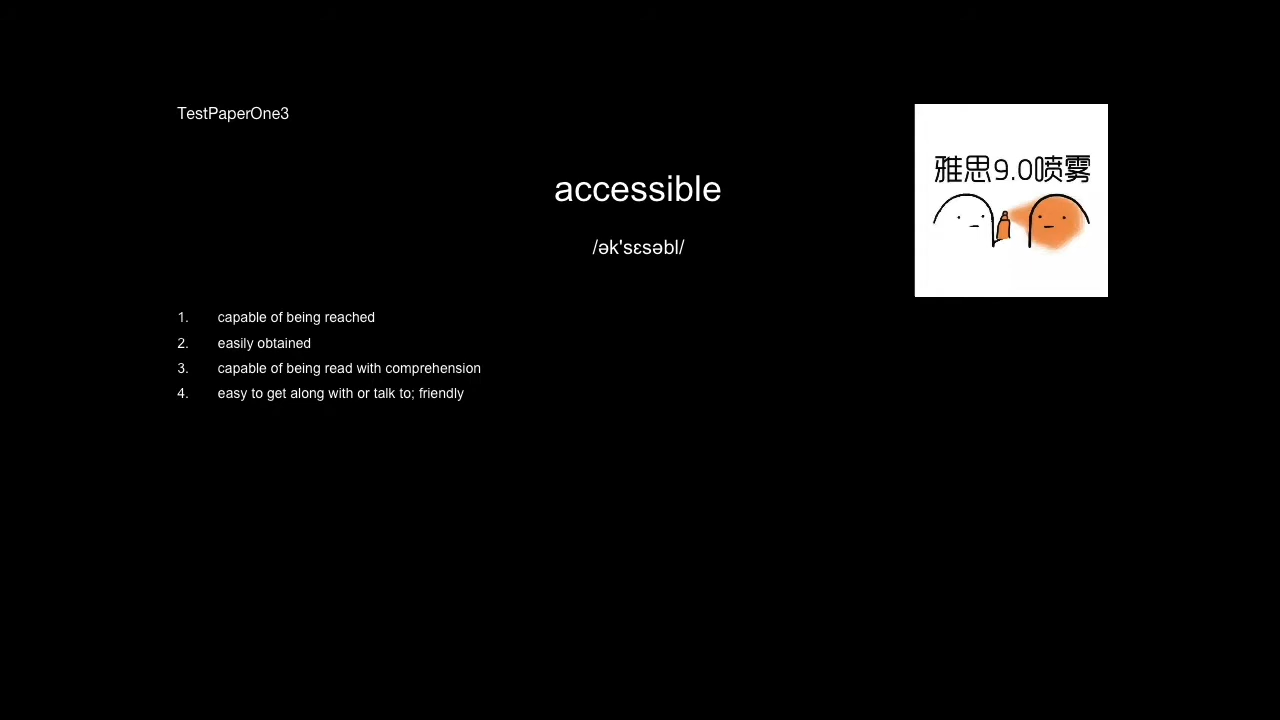 TestPaperOne3
雅思9.0喷雾
accessible
/ək'sɛsəbl/
1. capable of being reached
2. easily obtained
3. capable of being read with comprehension
4. easy to get along with or talk to; friendly